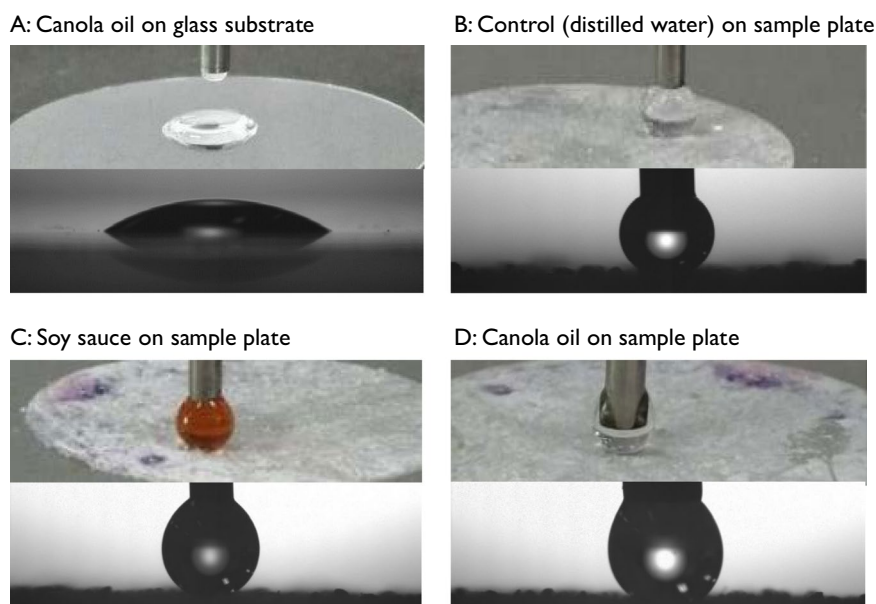 A: Canola oil on glass substrate
B: Control (distilled water) on sample plate
C: Soy sauce on sample plate
D: Canola oil on sample plate